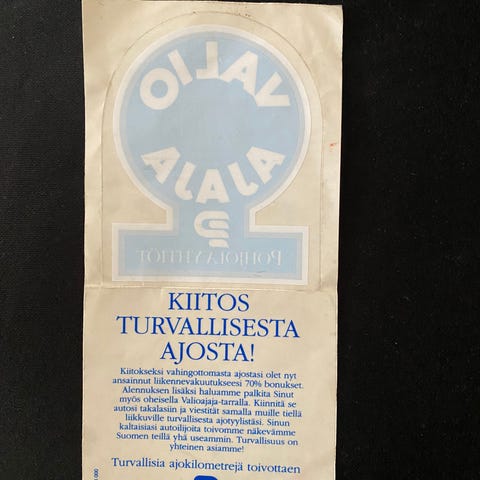 VALIO
AJAJA
POHJOLA-YHTIÖT
KIITOS
TURVALLISESTA
AJOSTA!
Kiitokseksi vahingottomasta ajostasi olet nyt
ansainnut liikennevakuutukseesi 70% bonukset.
Alennuksen lisäksi haluamme palkita Sinut
myös oheisella Valioajaja-tarralla. Kiinnitä se
autosi takalasiin ja viestität samalla muille tiellä
liikkuville turvallisesta ajotyylistäsi. Sinun
kaltaisiasi autoilijoita toivomme näkevämme
Suomen teillä yhä useammin. Turvallisuus on
yhteinen asiamme!
Turvallisia ajokilometrejä toivottaen